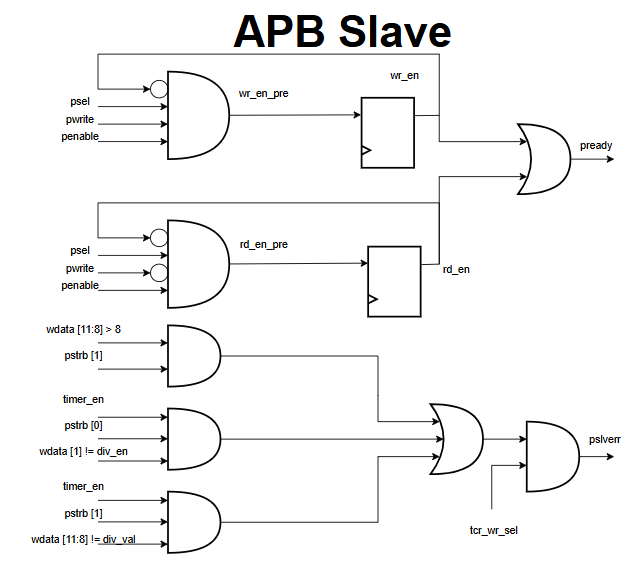 APB Slave
wr_en
wr_en_pre
psel
pwrite
penable
pready
rd_en_pre
psel
pwrite
penable
rd_en
wdata [11:8] > 8
pstrb [1]
timer_en
pstrb [0]
wdata [1] != div_en
pslverr
timer_en
pstrb [1]
tcr_wr_sel
wdata [11:8] != div_val